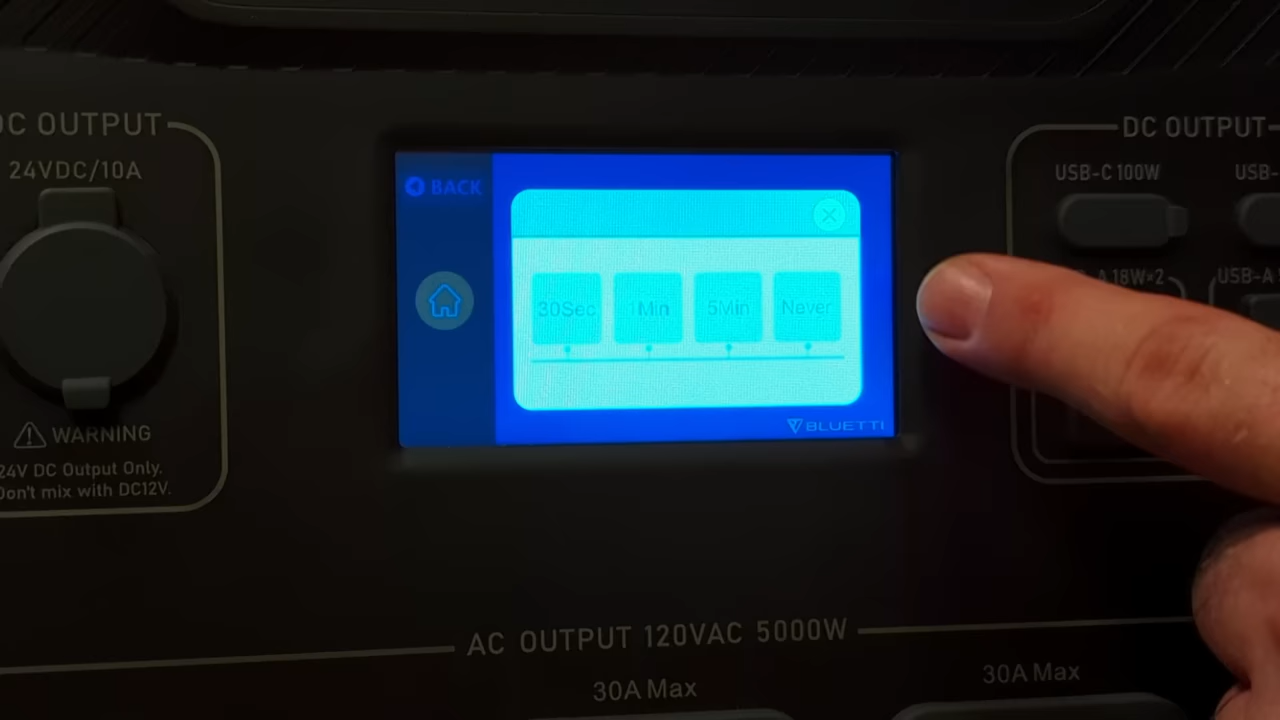 DC OUTPUT
24VDC/10A
WARNING
24V DC Output Only.
Don't mix with DC12V.
BACK
30Sec
1Min
5Min
Never
BLUETTI
DC OUTPUT
USB-C 100W
USB-
A 18W×2
USB-A
AC OUTPUT 120VAC 5000W
30A Max
30A Max